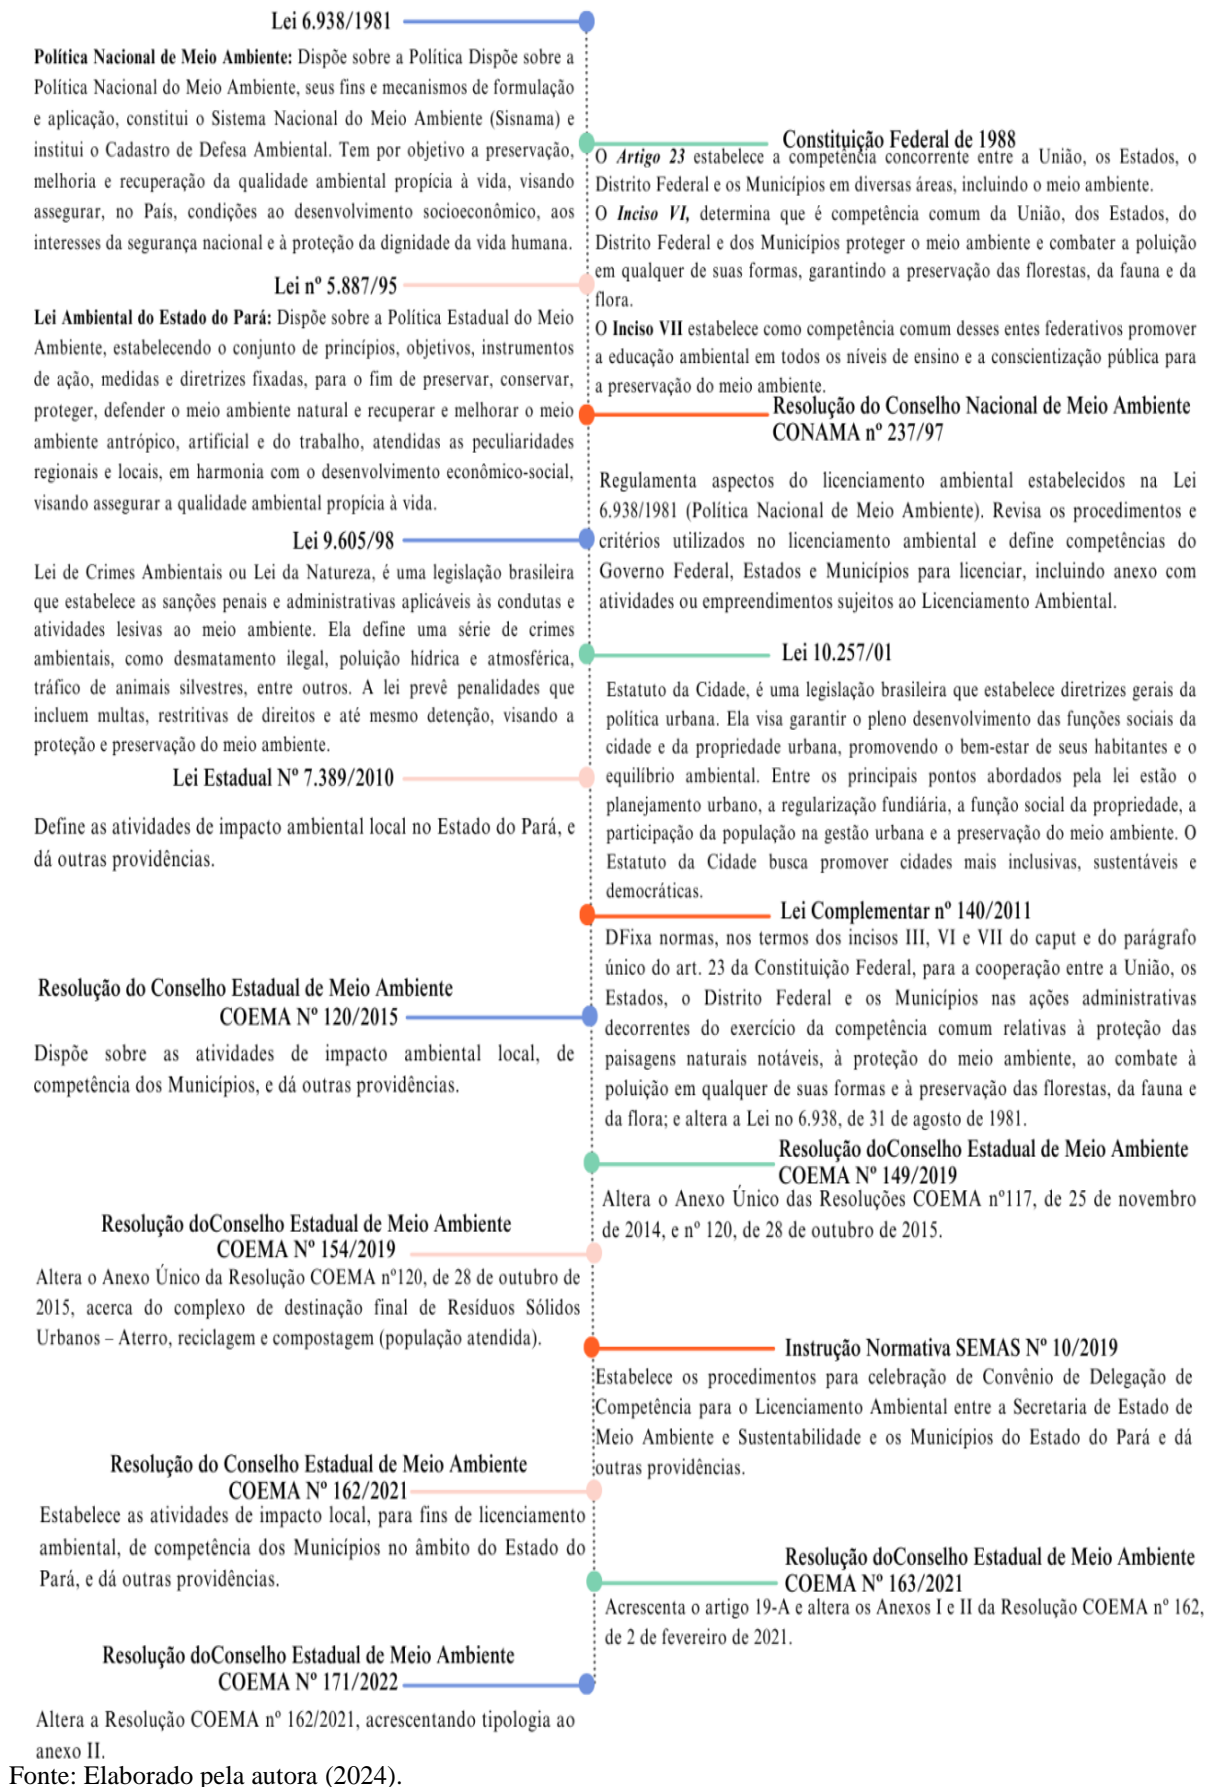 Lei 6.938/1981
Política Nacional de Meio Ambiente: Dispõe sobre a Política Dispõe sobre a
Política Nacional do Meio Ambiente, seus fins e mecanismos de formulação
e aplicação, constitui o Sistema Nacional do Meio Ambiente (Sisnama) e
institui o Cadastro de Defesa Ambiental. Tem por objetivo a preservação,
melhoria e recuperação da qualidade ambiental propícia à vida, visando
assegurar, no País, condições ao desenvolvimento socioeconômico, aos
interesses da segurança nacional e à proteção da dignidade da vida humana.
Constituição Federal de 1988
O Artigo 23 estabelece a competência concorrente entre a União, os Estados, o
Distrito Federal e os Municípios em diversas áreas, incluindo o meio ambiente.
O Inciso VI, determina que é competência comum da União, dos Estados, do
Distrito Federal e dos Municípios proteger o meio ambiente e combater a poluição
em qualquer de suas formas, garantindo a preservação das florestas, da fauna e da
flora.
O Inciso VII estabelece como competência comum desses entes federativos promover
a educação ambiental em todos os níveis de ensino e a conscientização pública para
a preservação do meio ambiente.
Lei nº 5.887/95
Lei Ambiental do Estado do Pará: Dispõe sobre a Política Estadual do Meio
Ambiente, estabelecendo o conjunto de princípios, objetivos, instrumentos
de ação, medidas e diretrizes fixadas, para o fim de preservar, conservar,
proteger, defender o meio ambiente natural e recuperar e melhorar o meio
ambiente antrópico, artificial e do trabalho, atendidas as peculiaridades
regionais e locais, em harmonia com o desenvolvimento econômico-social,
visando assegurar a qualidade ambiental propícia à vida.
Resolução do Conselho Nacional de Meio Ambiente
CONAMA nº 237/97
Regulamenta aspectos do licenciamento ambiental estabelecidos na Lei
6.938/1981 (Política Nacional de Meio Ambiente). Revisa os procedimentos e
critérios utilizados no licenciamento ambiental e define competências do
Governo Federal, Estados e Municípios para licenciar, incluindo anexo com
atividades ou empreendimentos sujeitos ao Licenciamento Ambiental.
Lei 9.605/98
Lei de Crimes Ambientais ou Lei da Natureza, é uma legislação brasileira
que estabelece as sanções penais e administrativas aplicáveis às condutas e
atividades lesivas ao meio ambiente. Ela define uma série de crimes
ambientais, como desmatamento ilegal, poluição hídrica e atmosférica,
tráfico de animais silvestres, entre outros. A lei prevê penalidades que
incluem multas, restritivas de direitos e até mesmo detenção, visando a
proteção e preservação do meio ambiente.
Lei 10.257/01
Estatuto da Cidade, é uma legislação brasileira que estabelece diretrizes gerais da
política urbana. Ela visa garantir o pleno desenvolvimento das funções sociais da
cidade e da propriedade urbana, promovendo o bem-estar de seus habitantes e o
equilíbrio ambiental. Entre os principais pontos abordados pela lei estão o
planejamento urbano, a regularização fundiária, a função social da propriedade, a
participação da população na gestão urbana e a preservação do meio ambiente. O
Estatuto da Cidade busca promover cidades mais inclusivas, sustentáveis e
democráticas.
Lei Estadual Nº 7.389/2010
Define as atividades de impacto ambiental local no Estado do Pará, e
dá outras providências.
Lei Complementar nº 140/2011
DFixa normas, nos termos dos incisos III, VI e VII do caput e do parágrafo
único do art. 23 da Constituição Federal, para a cooperação entre a União, os
Estados, o Distrito Federal e os Municípios nas ações administrativas
decorrentes do exercício da competência comum relativas à proteção das
paisagens naturais notáveis, à proteção do meio ambiente, ao combate à
poluição em qualquer de suas formas e à preservação das florestas, da fauna e
da flora; e altera a Lei no 6.938, de 31 de agosto de 1981.
Resolução do Conselho Estadual de Meio Ambiente
COEMA Nº 120/2015
Dispõe sobre as atividades de impacto ambiental local, de
competência dos Municípios, e dá outras providências.
Resolução doConselho Estadual de Meio Ambiente
COEMA Nº 149/2019
Altera o Anexo Único das Resoluções COEMA nº117, de 25 de novembro
de 2014, e nº 120, de 28 de outubro de 2015.
Resolução doConselho Estadual de Meio Ambiente
COEMA Nº 154/2019
Altera o Anexo Único da Resolução COEMA nº120, de 28 de outubro de
2015, acerca do complexo de destinação final de Resíduos Sólidos
Urbanos – Aterro, reciclagem e compostagem (população atendida).
Instrução Normativa SEMAS Nº 10/2019
Estabelece os procedimentos para celebração de Convênio de Delegação de
Competência para o Licenciamento Ambiental entre a Secretaria de Estado de
Meio Ambiente e Sustentabilidade e os Municípios do Estado do Pará e dá
outras providências.
Resolução do Conselho Estadual de Meio Ambiente
COEMA Nº 162/2021
Estabelece as atividades de impacto local, para fins de licenciamento
ambiental, de competência dos Municípios no âmbito do Estado do
Pará, e dá outras providências.
Resolução doConselho Estadual de Meio Ambiente
COEMA Nº 163/2021
Acrescenta o artigo 19-A e altera os Anexos I e II da Resolução COEMA nº 162,
de 2 de fevereiro de 2021.
Resolução doConselho Estadual de Meio Ambiente
COEMA Nº 171/2022
Altera a Resolução COEMA nº 162/2021, acrescentando tipologia ao
anexo II.
Fonte: Elaborado pela autora (2024).